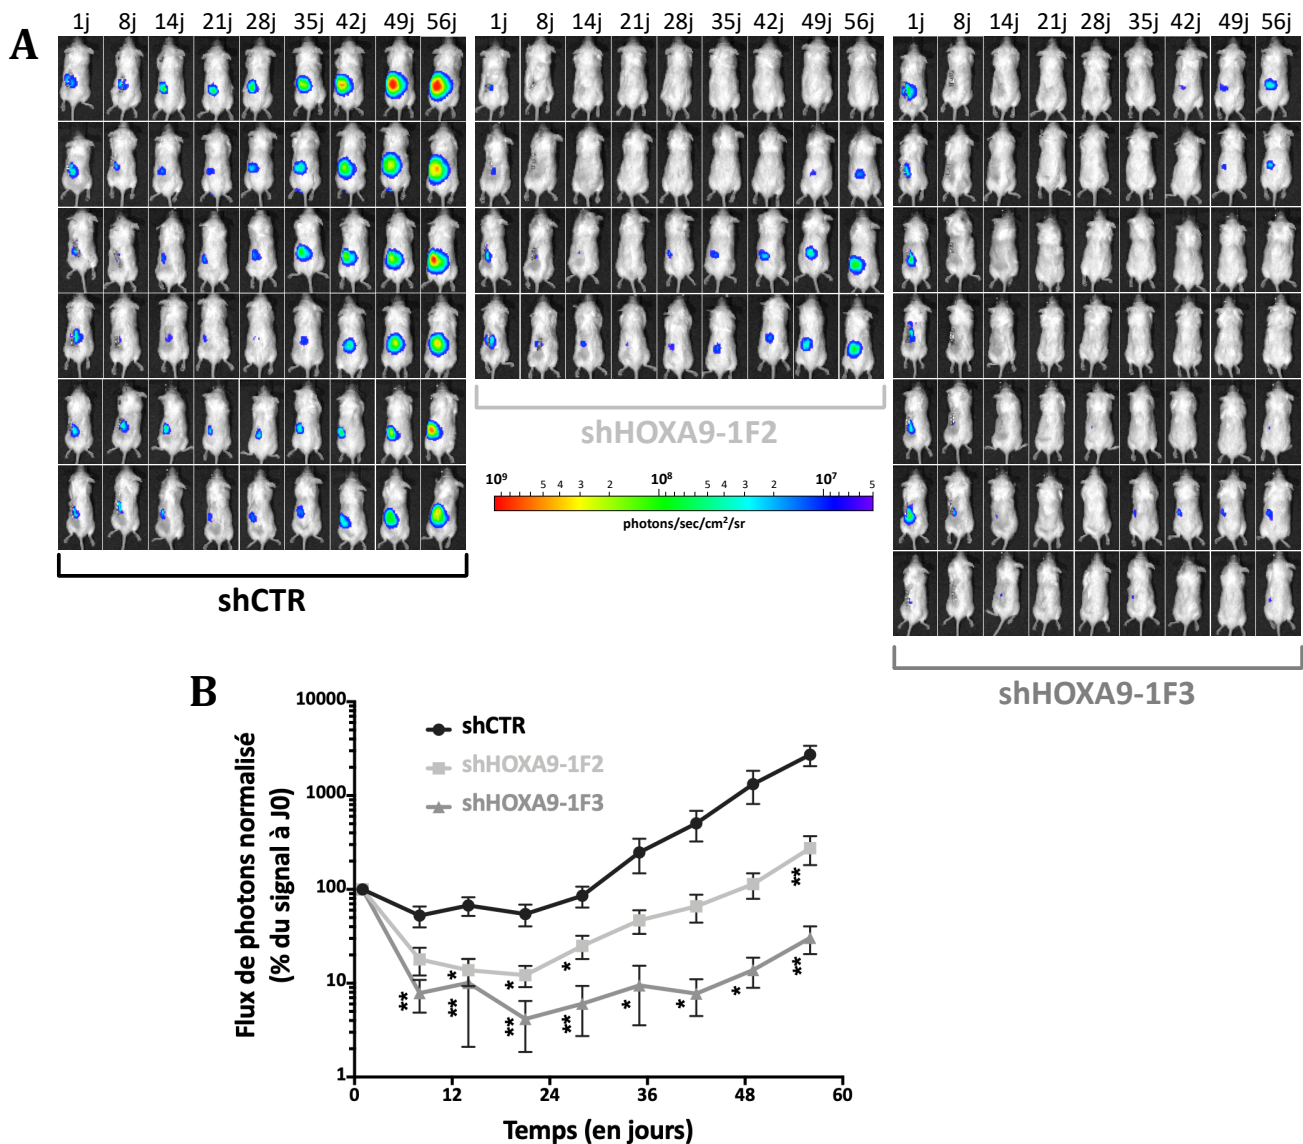 A
1j 8j 14j 21j 28j 35j 42j 49j 56j
1j 8j 14j 21j 28j 35j 42j 49j 56j
1j 8j 14j 21j 28j 35j 42j 49j 56j
shHOXA9-1F2
10⁹ 5 4 3 2 10⁸ 5 4 3 2 10⁷ 5
photons/sec/cm²/sr
shCTR
shHOXA9-1F3
B
Flux de photons normalisé
(% du signal à J0)
10000
1000
100
10
1
shCTR
shHOXA9-1F2
shHOXA9-1F3
**
*
**
*
**
*
**
*
*
*
**
**
0 12 24 36 48 60
Temps (en jours)